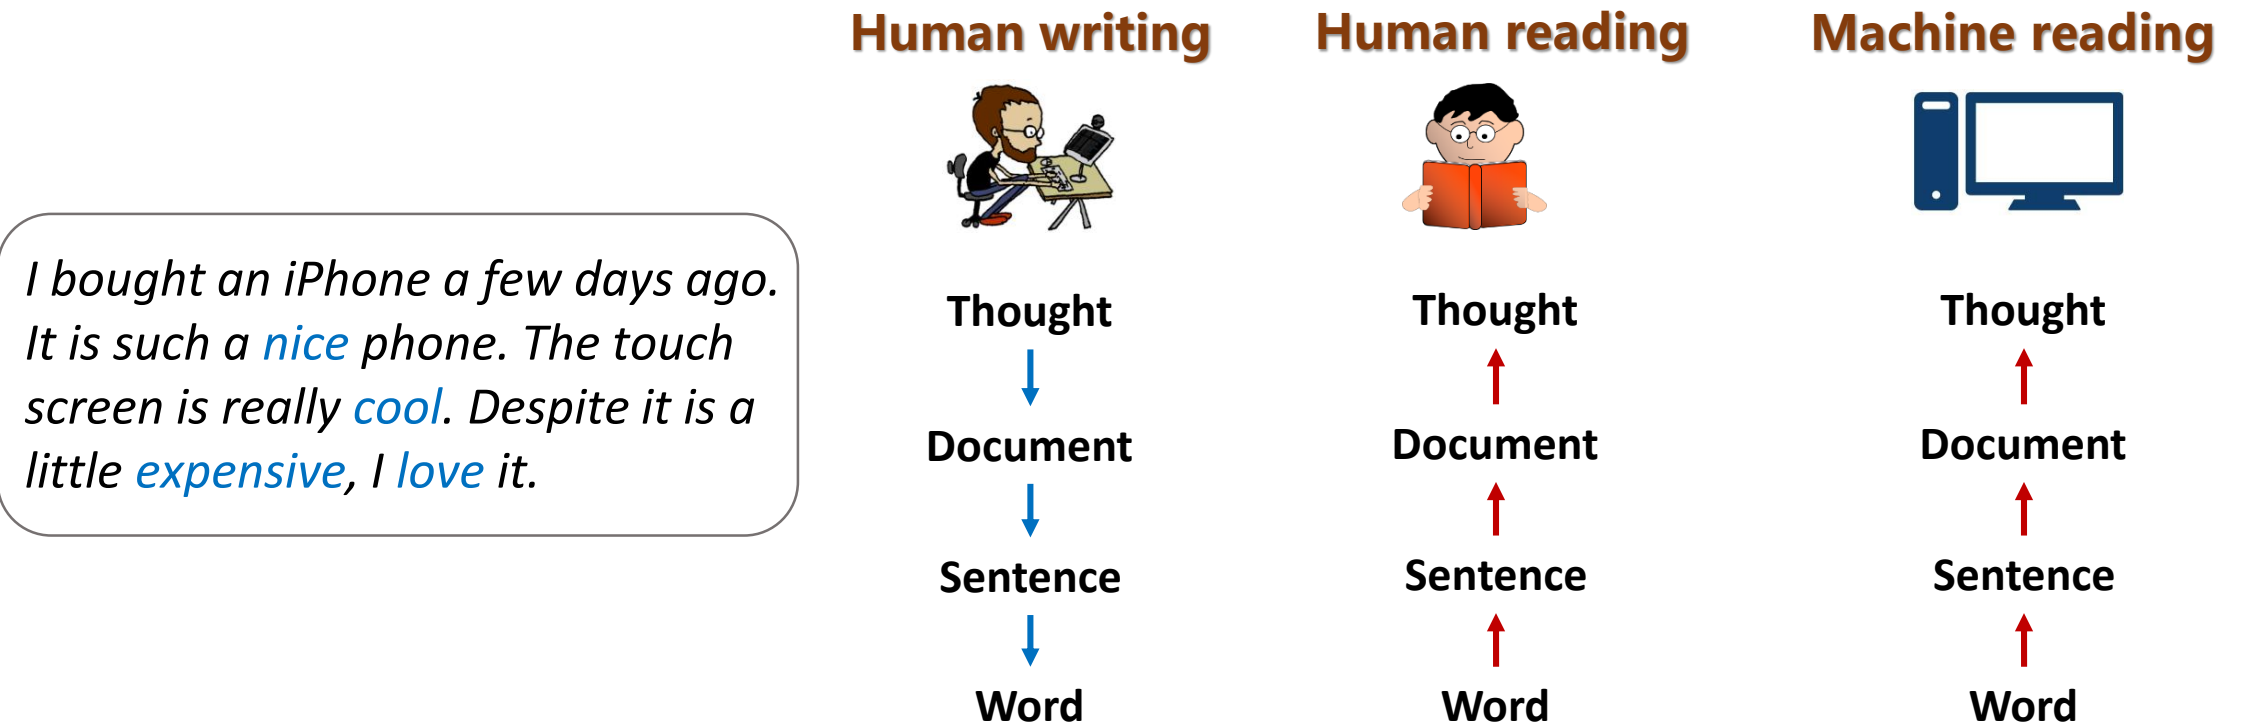 Human writing
Human reading
Machine reading
I bought an iPhone a few days ago.
It is such a nice phone. The touch
screen is really cool. Despite it is a
little expensive, I love it.
Thought
Document
Sentence
Word
Thought
Document
Sentence
Word
Thought
Document
Sentence
Word